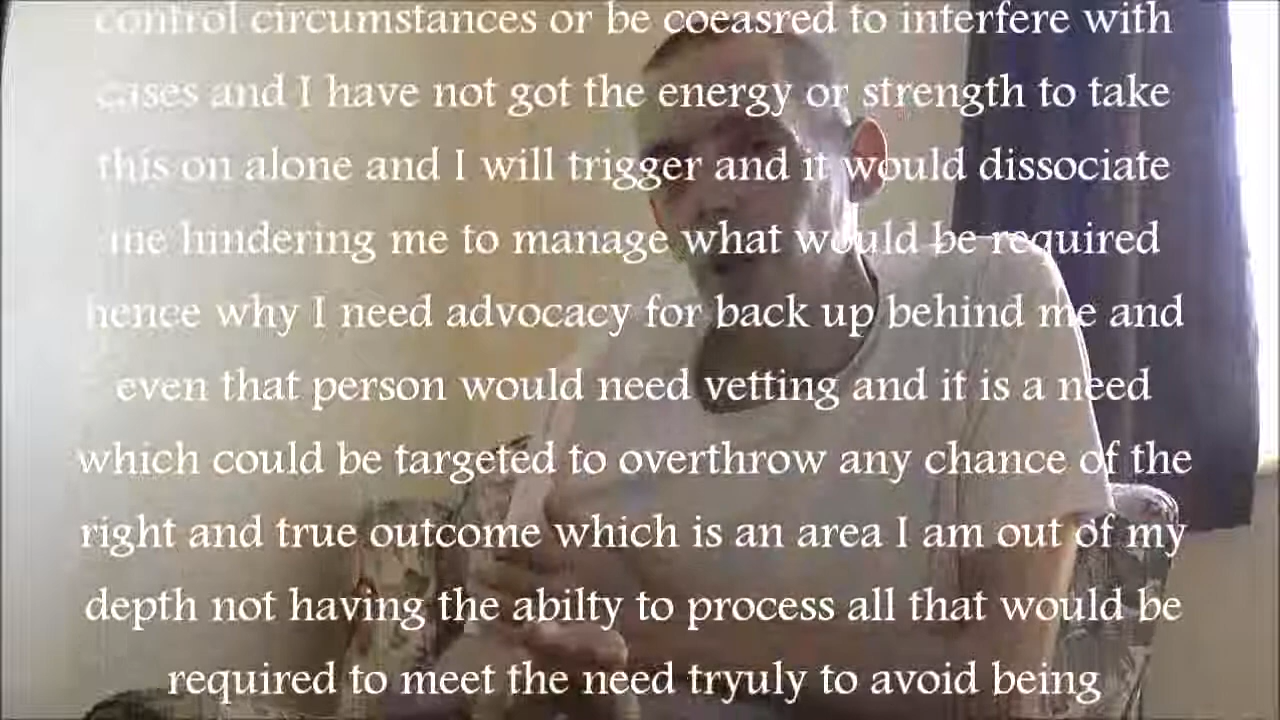 control circumstances or be coeasred to interfere with
cases and I have not got the energy or strength to take
this on alone and I will trigger and it would dissociate
me hindering me to manage what would be required
hence why I need advocacy for back up behind me and
even that person would need vetting and it is a need
which could be targeted to overthrow any chance of the
right and true outcome which is an area I am out of my
depth not having the abilty to process all that would be
required to meet the need tryuly to avoid being